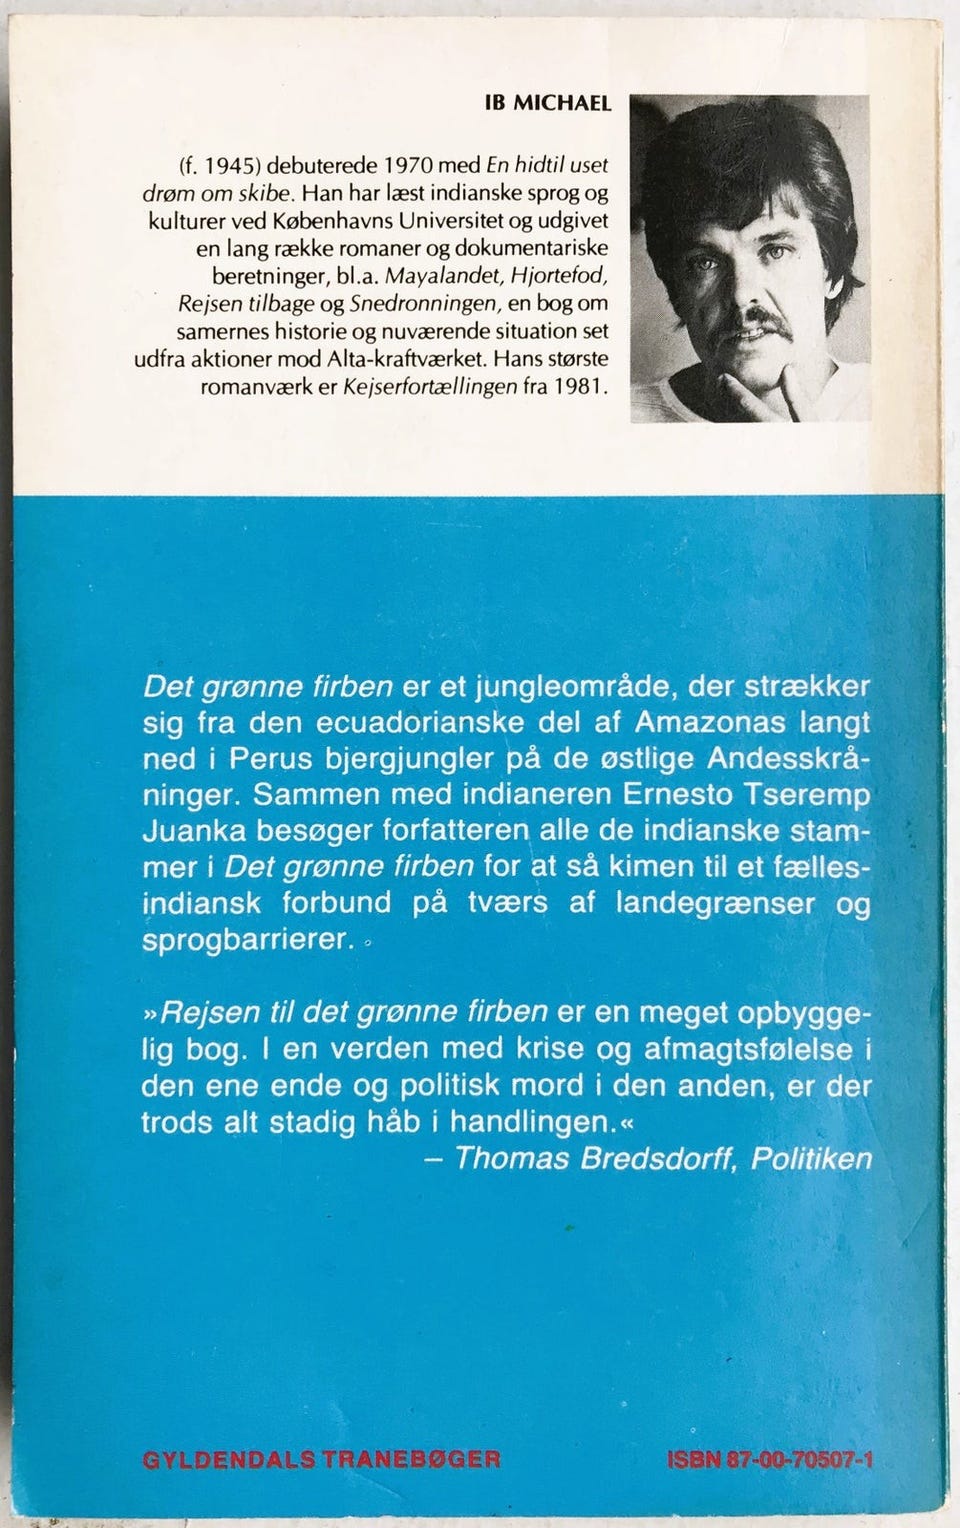 IB MICHAEL
(f. 1945) debuterede 1970 med En hidtil uset
drøm om skibe. Han har læst indianske sprog og
kulturer ved Københavns Universitet og udgivet
en lang række romaner og dokumentariske
beretninger, bl.a. Mayalandet, Hjortefod,
Rejsen tilbage og Snedronningen, en bog om
samernes historie og nuværende situation set
udfra aktioner mod Alta-kraftværket. Hans største
romanværk er Kejserfortællingen fra 1981.
Det grønne firben er et jungleområde, der strækker
sig fra den ecuadorianske del af Amazonas langt
ned i Perus bjergjungler på de østlige Andesskrå-
ninger. Sammen med indianeren Ernesto Tseremp
Juanka besøger forfatteren alle de indianske stam-
mer i Det grønne firben for at så kimen til et fælles-
indiansk forbund på tværs af landegrænser og
sprogbarrierer.
»Rejsen til det grønne firben er en meget opbygge-
lig bog. I en verden med krise og afmagtsfølelse i
den ene ende og politisk mord i den anden, er der
trods alt stadig håb i handlingen.«
– Thomas Bredsdorff, Politiken
GYLDENDALS TRANEBØGER
ISBN 87-00-70507-1